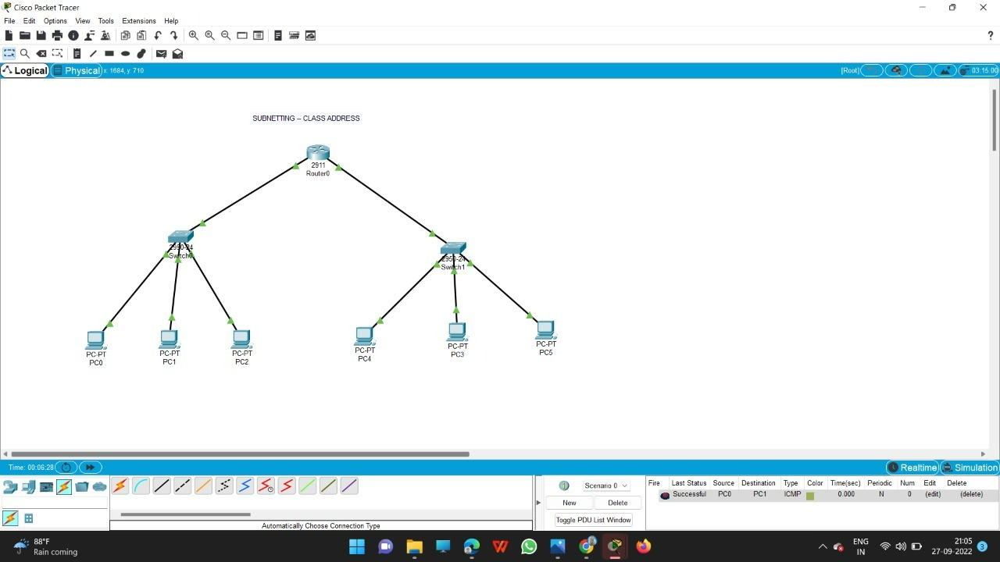 Cisco Packet Tracer
File Edit Options View Tools Extensions Help
?
Logical Physical x: 1684, y: 710 [Root] 03:15:00
SUBNETTING -- CLASS ADDRESS
2911
Router0
2950-24
Switch0
2950-24
Switch1
PC-PT
PC0
PC-PT
PC1
PC-PT
PC2
PC-PT
PC4
PC-PT
PC3
PC-PT
PC5
Time: 00:06:28 Realtime Simulation
Scenario 0
New Delete
Toggle PDU List Window
Fire Last Status Source Destination Type Color Time(sec) Periodic Num Edit Delete
Successful PC0 PC1 ICMP 0.000 N 0 (edit) (delete)
Automatically Choose Connection Type
88°F
Rain coming
ENG
IN
21:05
27-09-2022
3